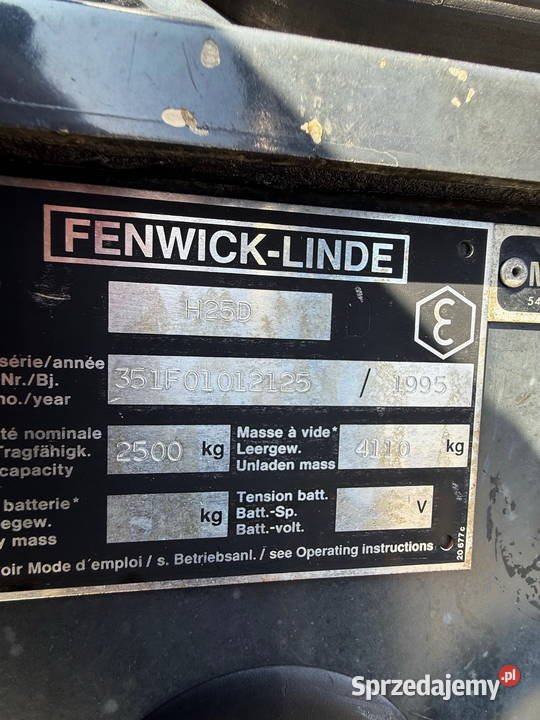 FENWICK-LINDE
H25D
série/année
Nr./Bj.
no./year
351F01012125 / 1995
té nominale
Tragfähigk.
capacity
2500 kg
Masse à vide*
Leergew.
Unladen mass
4110 kg
batterie*
egew.
y mass
kg
Tension batt.
Batt.-Sp.
Batt.-volt.
V
oir Mode d'emploi / s. Betriebsanl. / see Operating instructions
20 677 c
OM
54
Sprzedajemy.pl